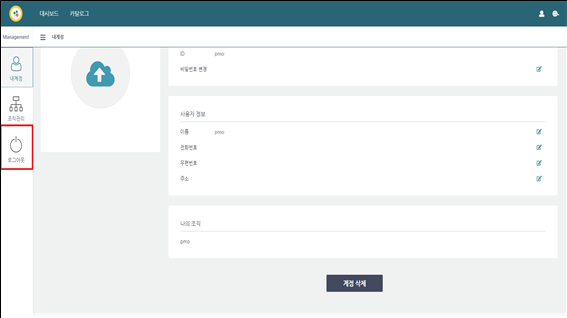 대시보드 카탈로그
Management 내계정
ID pmo
비밀번호 변경
내계정
사용자 정보
조직관리
이름 pmo
전화번호
로그아웃
우편번호
주소
나의 조직
pmo
계정 삭제